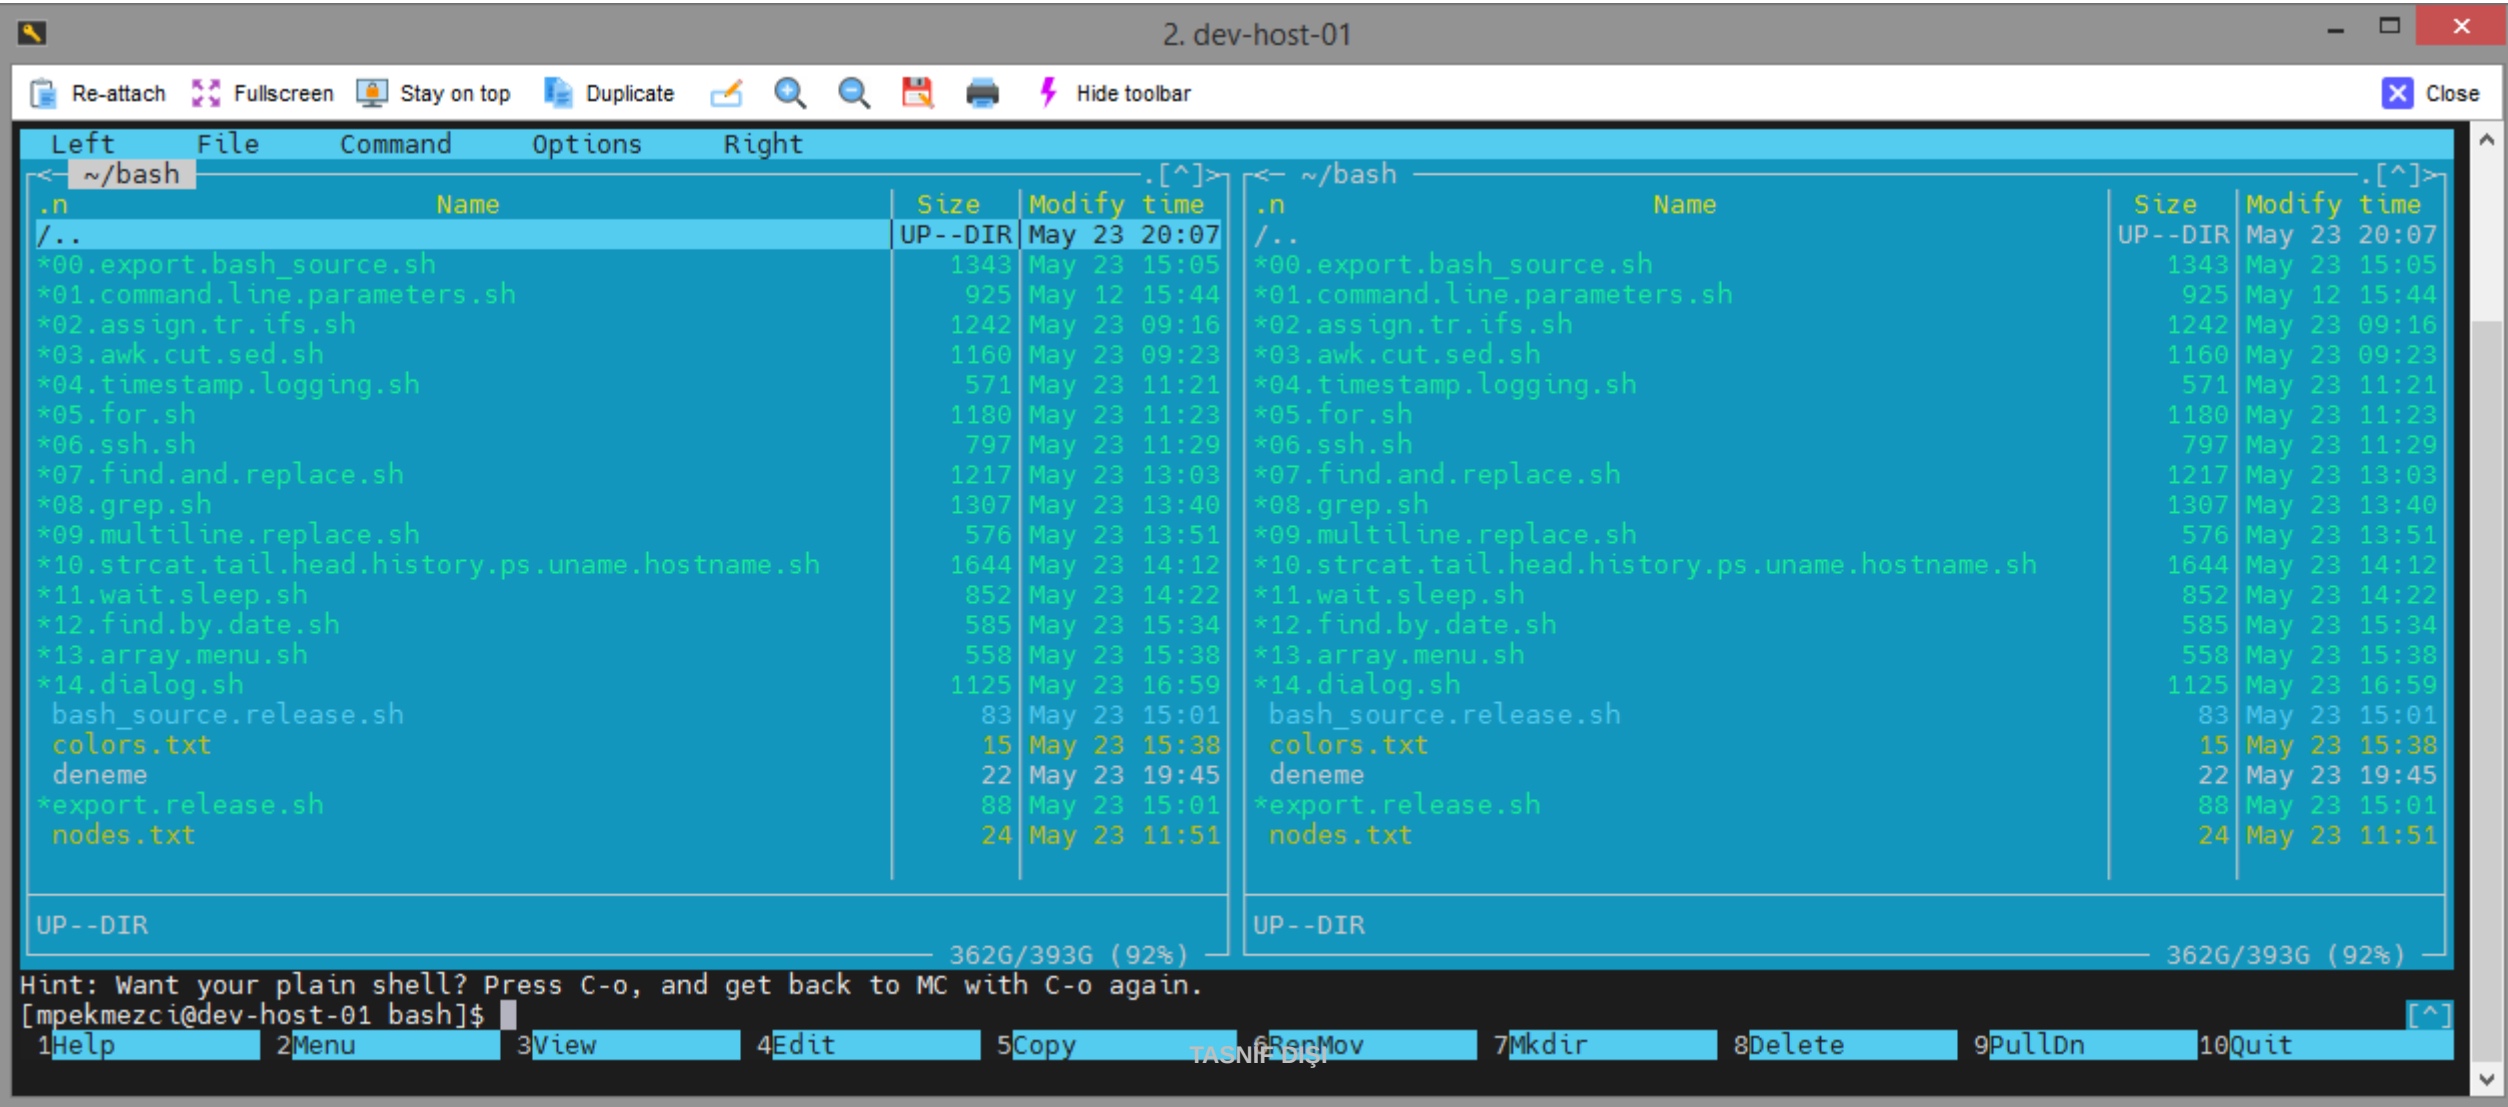 2. dev-host-01
Re-attach Fullscreen Stay on top Duplicate Hide toolbar Close
Left File Command Options Right
<─ ~/bash .[^]>
.n Name Size Modify time
/.. UP--DIR May 23 20:07
*00.export.bash_source.sh 1343 May 23 15:05
*01.command.line.parameters.sh 925 May 12 15:44
*02.assign.tr.ifs.sh 1242 May 23 09:16
*03.awk.cut.sed.sh 1160 May 23 09:23
*04.timestamp.logging.sh 571 May 23 11:21
*05.for.sh 1180 May 23 11:23
*06.ssh.sh 797 May 23 11:29
*07.find.and.replace.sh 1217 May 23 13:03
*08.grep.sh 1307 May 23 13:40
*09.multiline.replace.sh 576 May 23 13:51
*10.strcat.tail.head.history.ps.uname.hostname.sh 1644 May 23 14:12
*11.wait.sleep.sh 852 May 23 14:22
*12.find.by.date.sh 585 May 23 15:34
*13.array.menu.sh 558 May 23 15:38
*14.dialog.sh 1125 May 23 16:59
bash_source.release.sh 83 May 23 15:01
colors.txt 15 May 23 15:38
deneme 22 May 23 19:45
*export.release.sh 88 May 23 15:01
nodes.txt 24 May 23 11:51
UP--DIR
362G/393G (92%)
<─ ~/bash .[^]>
.n Name Size Modify time
/.. UP--DIR May 23 20:07
*00.export.bash_source.sh 1343 May 23 15:05
*01.command.line.parameters.sh 925 May 12 15:44
*02.assign.tr.ifs.sh 1242 May 23 09:16
*03.awk.cut.sed.sh 1160 May 23 09:23
*04.timestamp.logging.sh 571 May 23 11:21
*05.for.sh 1180 May 23 11:23
*06.ssh.sh 797 May 23 11:29
*07.find.and.replace.sh 1217 May 23 13:03
*08.grep.sh 1307 May 23 13:40
*09.multiline.replace.sh 576 May 23 13:51
*10.strcat.tail.head.history.ps.uname.hostname.sh 1644 May 23 14:12
*11.wait.sleep.sh 852 May 23 14:22
*12.find.by.date.sh 585 May 23 15:34
*13.array.menu.sh 558 May 23 15:38
*14.dialog.sh 1125 May 23 16:59
bash_source.release.sh 83 May 23 15:01
colors.txt 15 May 23 15:38
deneme 22 May 23 19:45
*export.release.sh 88 May 23 15:01
nodes.txt 24 May 23 11:51
UP--DIR
362G/393G (92%)
Hint: Want your plain shell? Press C-o, and get back to MC with C-o again.
[mpekmezci@dev-host-01 bash]$ [^]
1Help 2Menu 3View 4Edit 5Copy 6RenMov 7Mkdir 8Delete 9PullDn 10Quit
TASNİF DIŞI